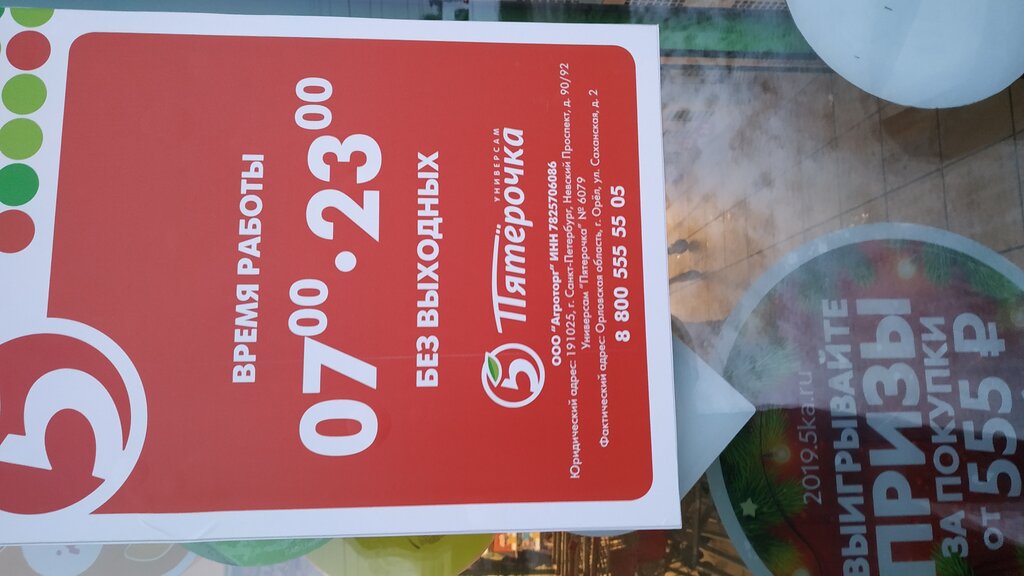 ВРЕМЯ РАБОТЫ
07⁰⁰.23⁰⁰
БЕЗ ВЫХОДНЫХ
УНИВЕРСАМ
5 Пятёрочка
ООО "Агроторг" ИНН 7825706086
Юридический адрес: 191025, г. Санкт-Петербург, Невский Проспект, д. 90/92
Универсам "Пятерочка" № 6079
Фактический адрес: Орловская область, г. Орёл, ул. Саханская, д. 2
8 800 555 55 05
2019.5ka.ru
ВЫИГРЫВАЙТЕ
ПРИЗЫ
ЗА ПОКУПКИ
ОТ 555 ₽